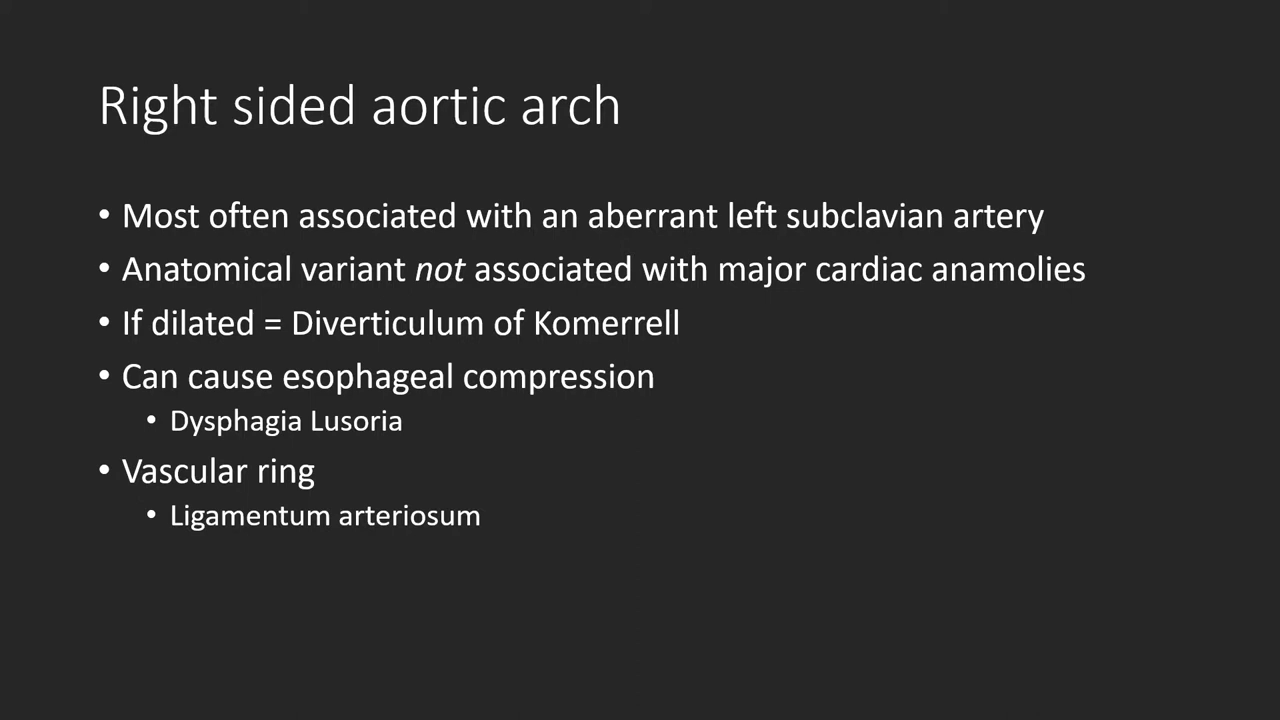 Right sided aortic arch
• Most often associated with an aberrant left subclavian artery
• Anatomical variant not associated with major cardiac anamolies
• If dilated = Diverticulum of Komerrell
• Can cause esophageal compression
• Dysphagia Lusoria
• Vascular ring
• Ligamentum arteriosum